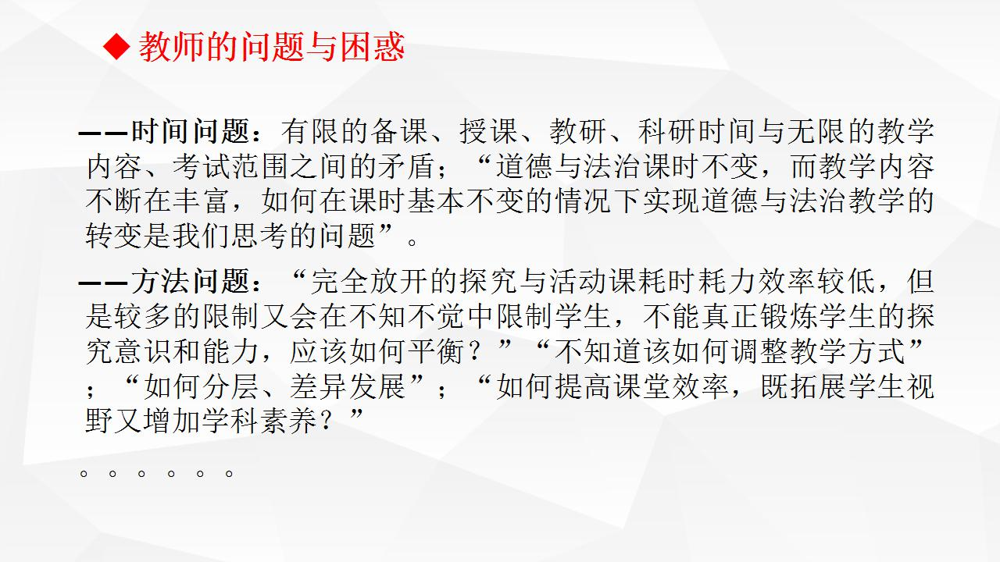 ◆ 教师的问题与困惑
——时间问题：有限的备课、授课、教研、科研时间与无限的教学
内容、考试范围之间的矛盾；“道德与法治课时不变，而教学内容
不断在丰富，如何在课时基本不变的情况下实现道德与法治教学的
转变是我们思考的问题”。
——方法问题：“完全放开的探究与活动课耗时耗力效率较低，但
是较多的限制又会在不知不觉中限制学生，不能真正锻炼学生的探
究意识和能力，应该如何平衡？”“不知道该如何调整教学方式”
；“如何分层、差异发展”；“如何提高课堂效率，既拓展学生视
野又增加学科素养？”
。。。。。。